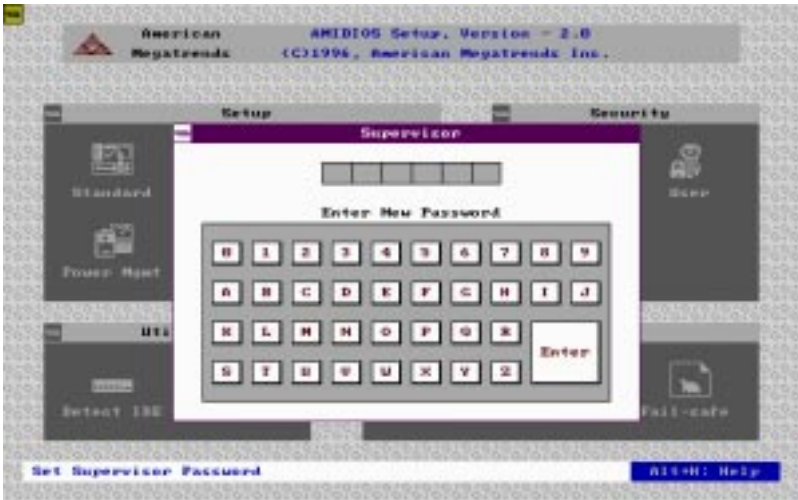 American
Megatrends
AMIBIOS Setup, Version - 2.0
(C)1996, American Megatrends Inc.
Setup
Security
Supervisor
Standard
User
Enter New Password
0 1 2 3 4 5 6 7 8 9
Power Mgmt
A B C D E F G H I J
K L M N O P Q R
Enter
Uti
S T U V W X Y Z
Detect IDE
Fail-safe
Set Supervisor Password
Alt+H: Help